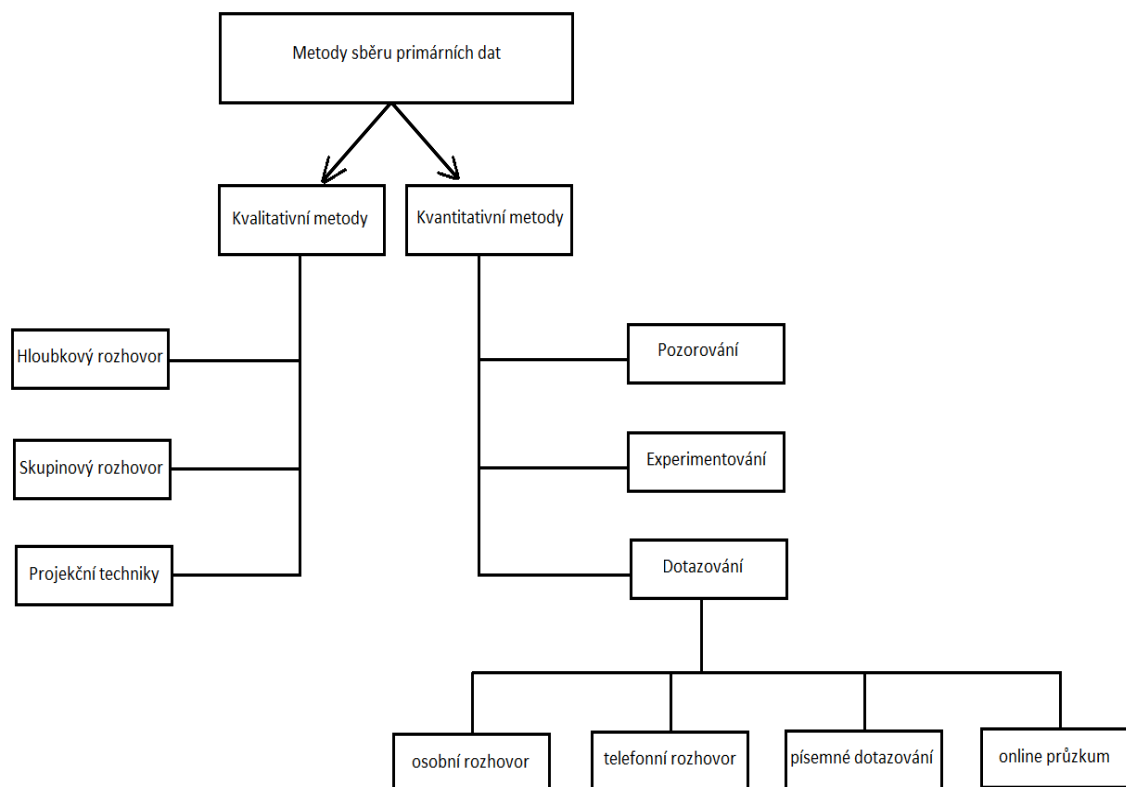 Metody sběru primárních dat
Kvalitativní metody
Kvantitativní metody
Hloubkový rozhovor
Pozorování
Skupinový rozhovor
Experimentování
Projekční techniky
Dotazování
osobní rozhovor
telefonní rozhovor
písemné dotazování
online průzkum